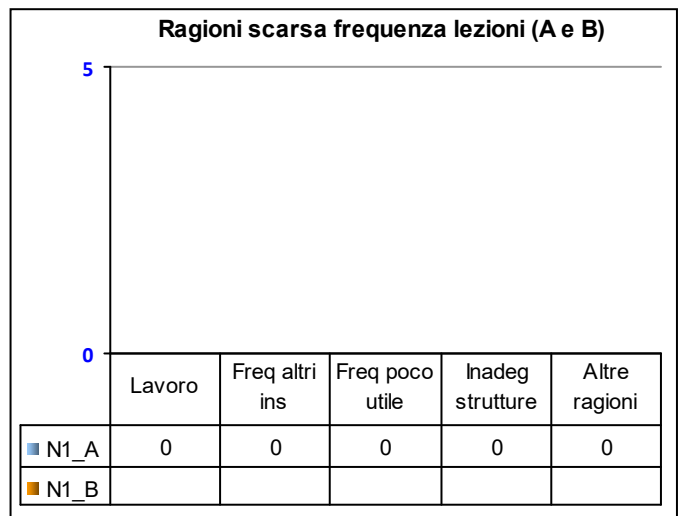 Ragioni scarsa frequenza lezioni (A e B)
5
0
Lavoro Freq altri ins Freq poco utile Inadeg strutture Altre ragioni
N1_A 0 0 0 0 0
N1_B